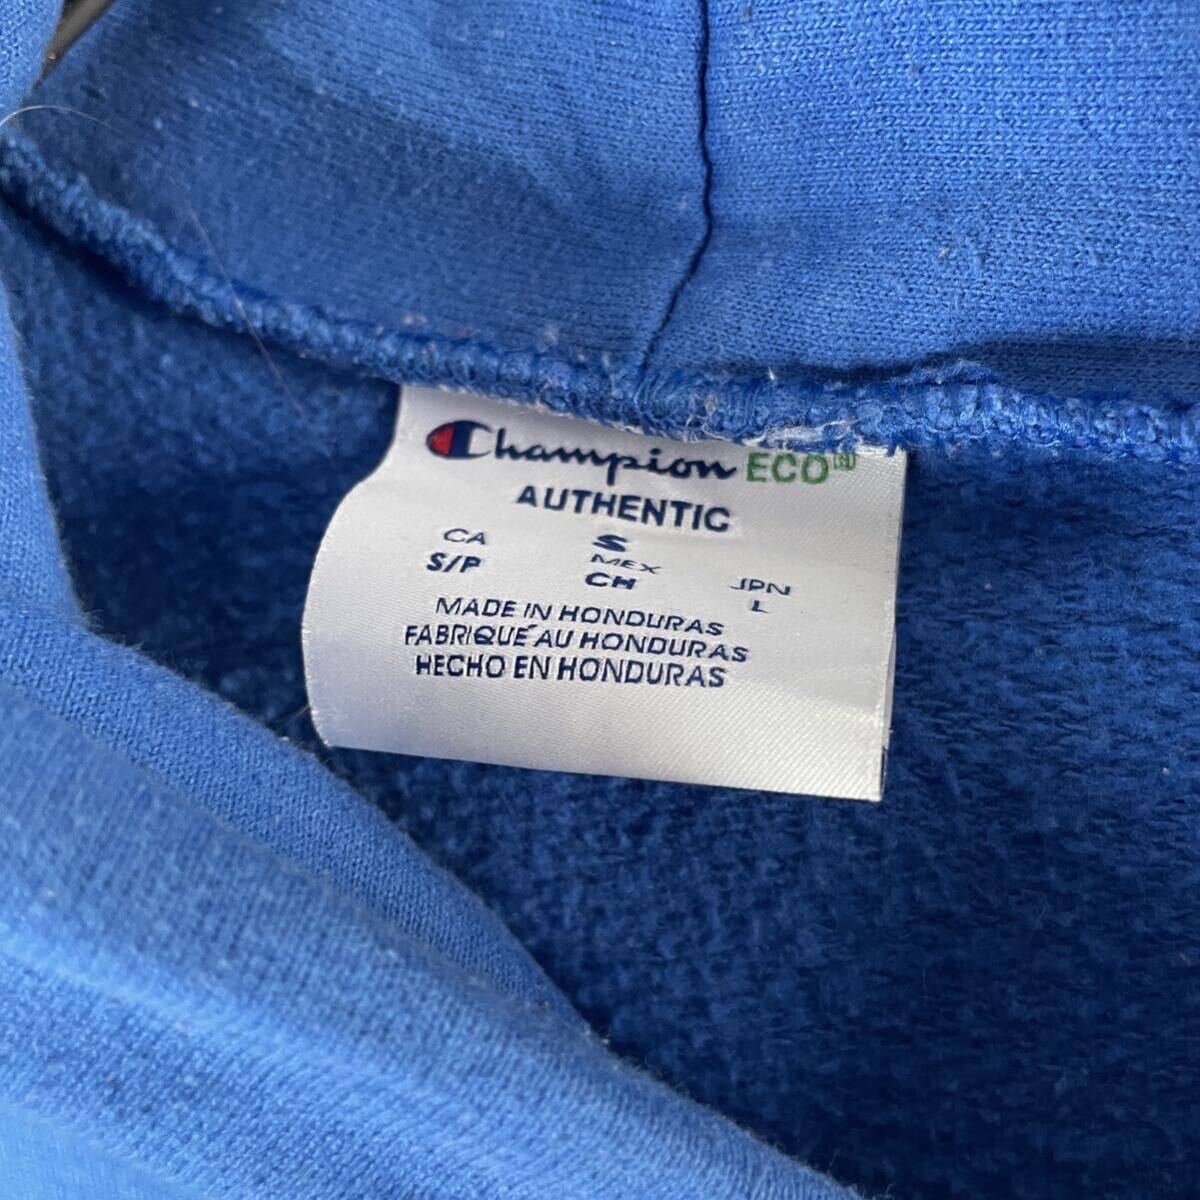 Champion ECO
AUTHENTIC
S
CA MEX JPN
S/P CH L
MADE IN HONDURAS
FABRIQUÉ AU HONDURAS
HECHO EN HONDURAS